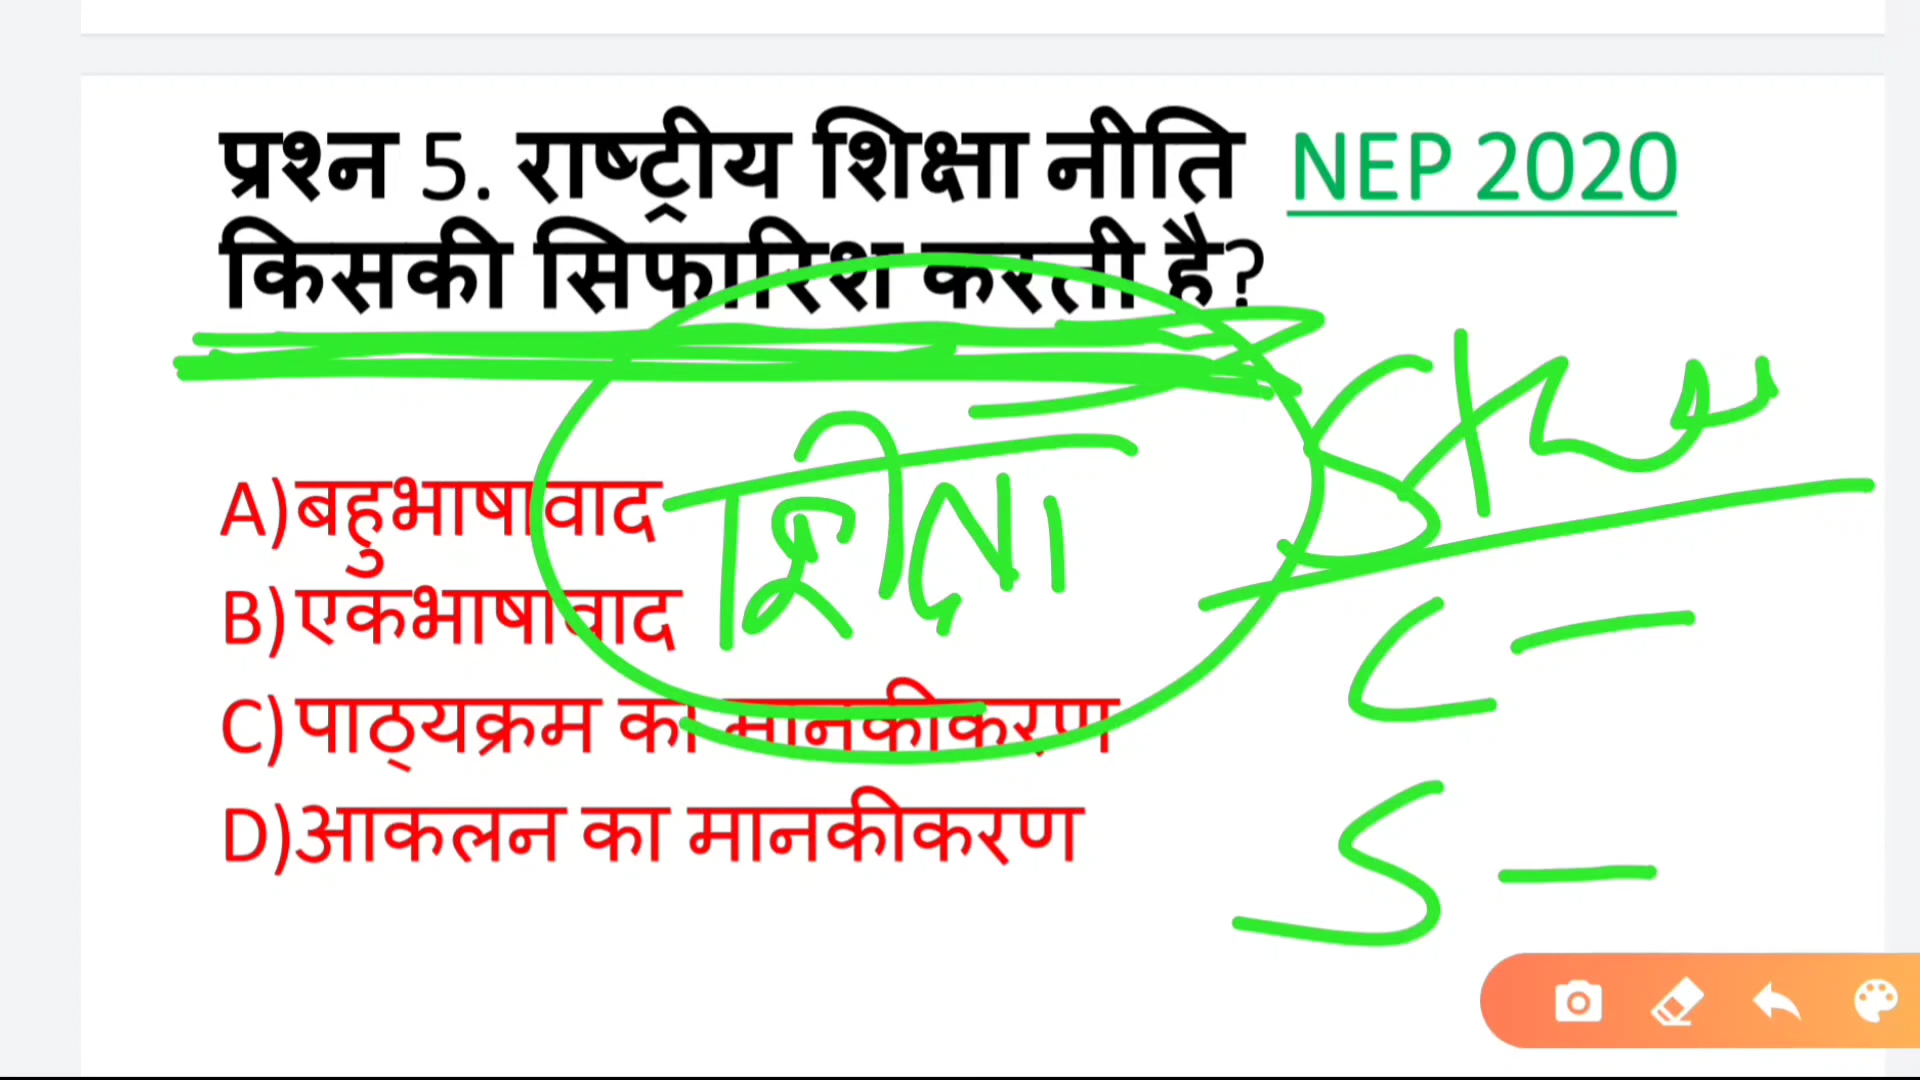 प्रश्न 5. राष्ट्रीय शिक्षा नीति NEP 2020
किसकी सिफारिश करती है?
A)बहुभाषावाद
B)एकभाषावाद
C)पाठ्यक्रम का मानकीकरण
D)आकलन का मानकीकरण
C —
S —